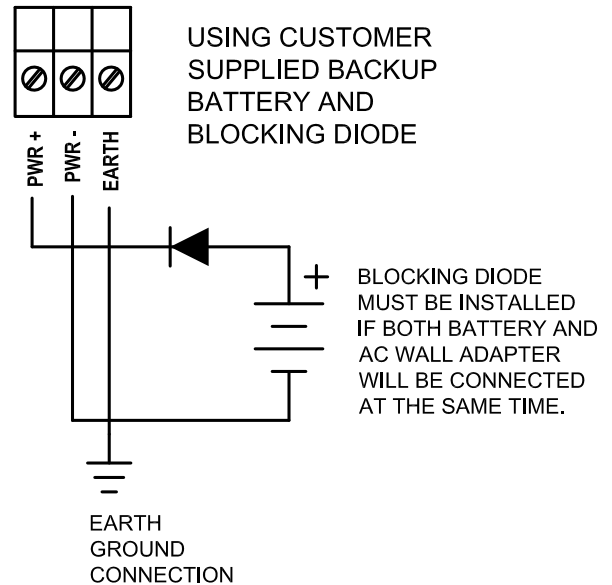 USING CUSTOMER
SUPPLIED BACKUP
BATTERY AND
BLOCKING DIODE
PWR +
PWR -
EARTH
+
BLOCKING DIODE
MUST BE INSTALLED
IF BOTH BATTERY AND
AC WALL ADAPTER
WILL BE CONNECTED
AT THE SAME TIME.
EARTH
GROUND
CONNECTION